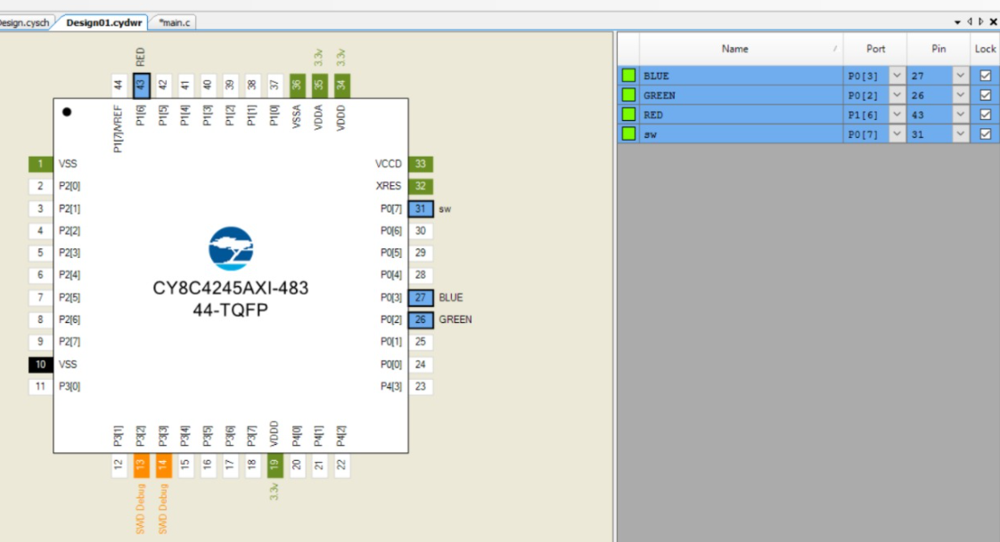 Design.cysch Design01.cydwr *main.c
Name / Port Pin Lock
BLUE P0[3] 27
GREEN P0[2] 26
RED P1[6] 43
sw P0[7] 31
RED 3.3v 3.3v
44 43 42 41 40 39 38 37 36 35 34
P1[7]/VREF P1[6] P1[5] P1[4] P1[3] P1[2] P1[1] P1[0] VSSA VDDA VDDD
1 VSS VCCD 33
2 P2[0] XRES 32
3 P2[1] P0[7] 31 sw
4 P2[2] P0[6] 30
5 P2[3] P0[5] 29
6 P2[4] P0[4] 28
CY8C4245AXI-483
7 P2[5] P0[3] 27 BLUE
44-TQFP
8 P2[6] P0[2] 26 GREEN
9 P2[7] P0[1] 25
10 VSS P0[0] 24
11 P3[0] P4[3] 23
P3[1] P3[2] P3[3] P3[4] P3[5] P3[6] P3[7] VDDD P4[0] P4[1] P4[2]
12 13 14 15 16 17 18 19 20 21 22
SWD Debug SWD Debug 3.3v